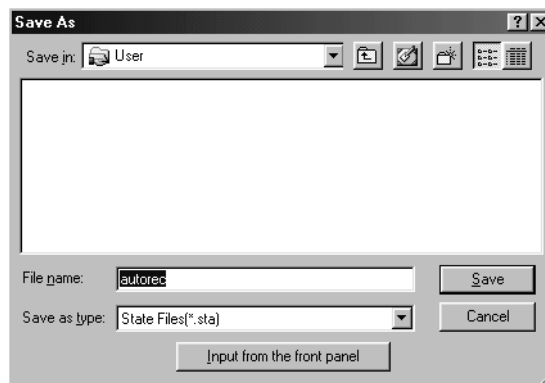 Save As
Save in: User
File name: autorec Save
Save as type: State Files(*.sta) Cancel
Input from the front panel